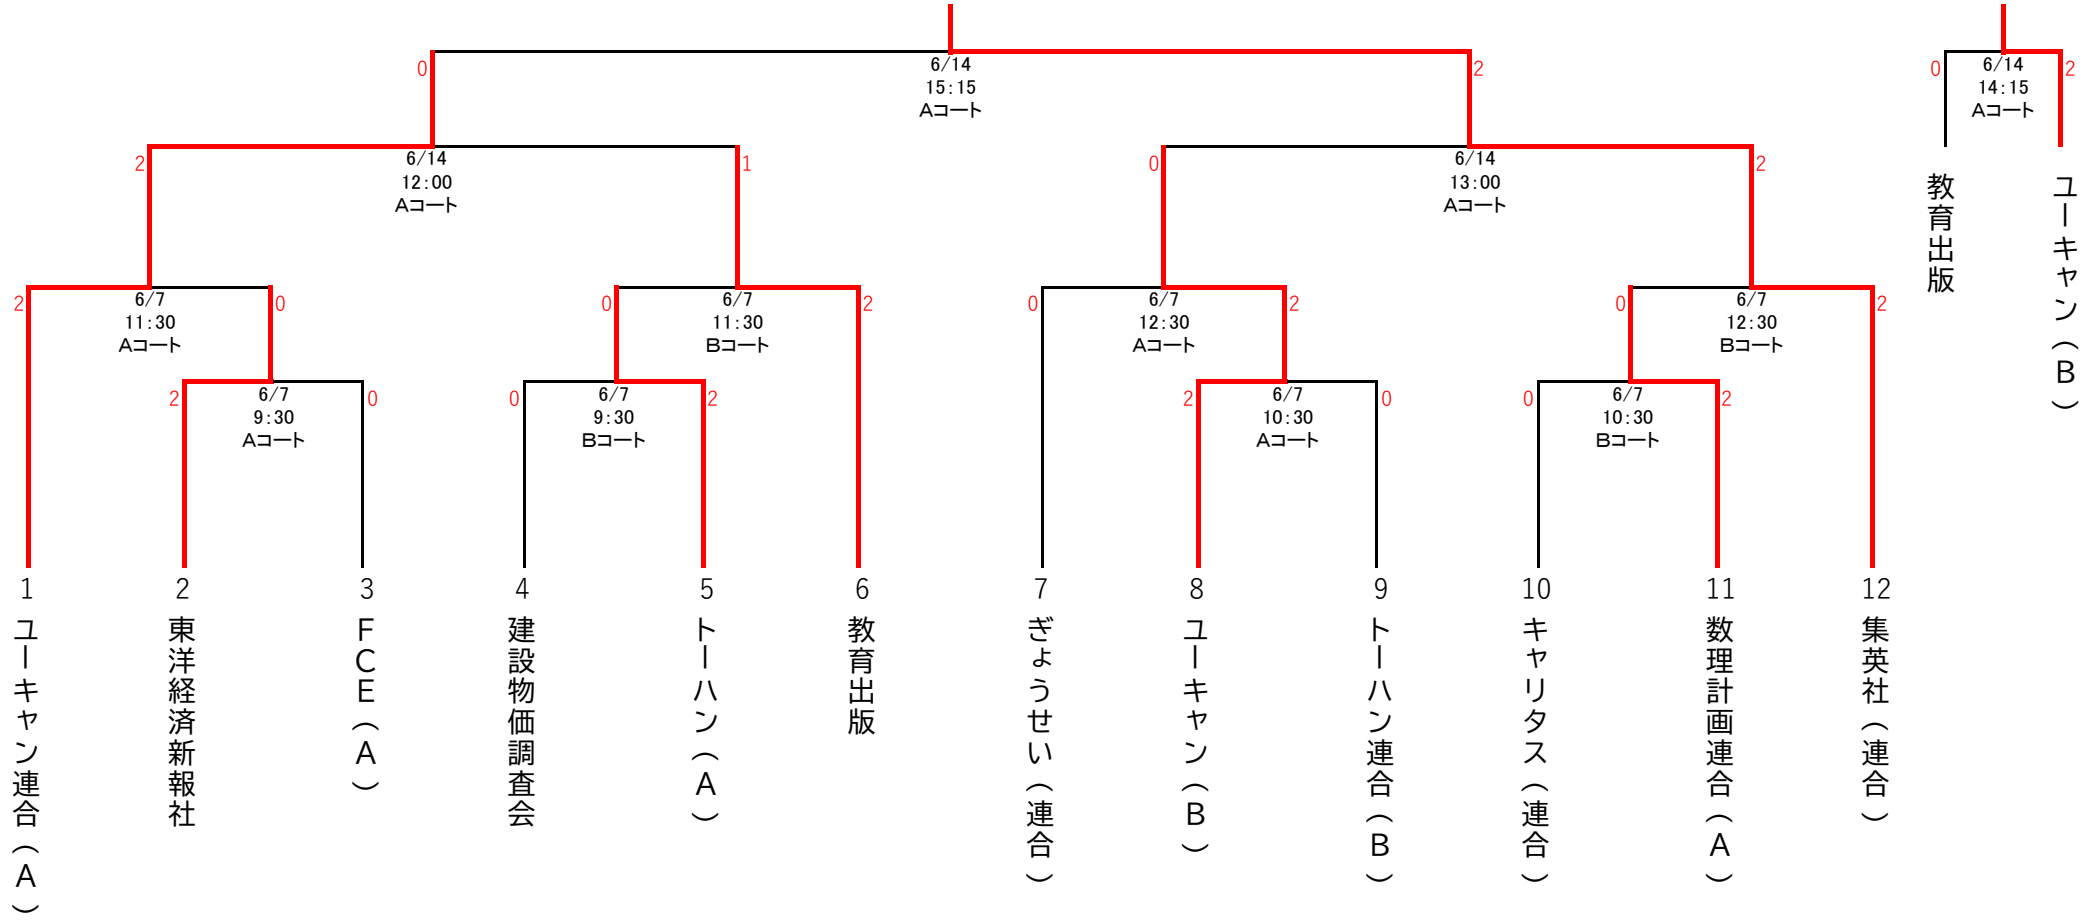 0
6/14
15:15
Aコート
2
0
6/14
14:15
Aコート
2
教育出版
ユーキャン（B）
2
6/14
12:00
Aコート
1
0
6/14
13:00
Aコート
2
2
6/7
11:30
Aコート
0
0
6/7
11:30
Bコート
2
0
6/7
12:30
Aコート
2
0
6/7
12:30
Bコート
2
2
6/7
9:30
Aコート
0
0
6/7
9:30
Bコート
2
2
6/7
10:30
Aコート
0
0
6/7
10:30
Bコート
2
1
ユーキャン連合（A）
2
東洋経済新報社
3
FCE（A）
4
建設物価調査会
5
トーハン（A）
6
教育出版
7
ぎょうせい（連合）
8
ユーキャン（B）
9
トーハン連合（B）
10
キャリタス（連合）
11
数理計画連合（A）
12
集英社（連合）